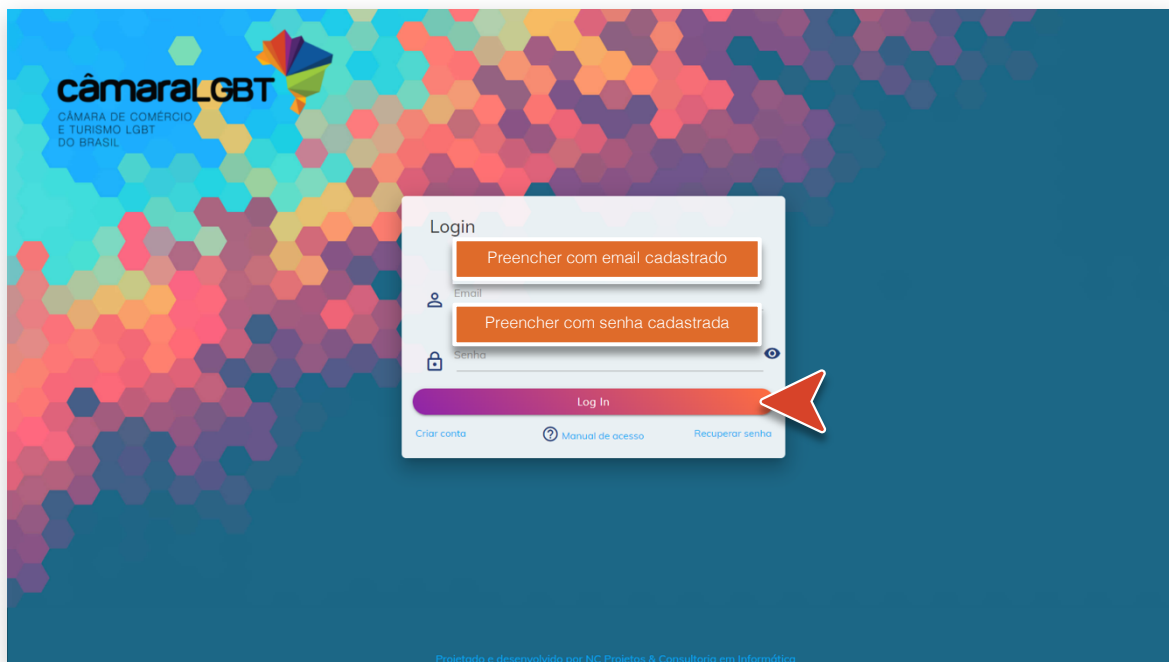 câmaraLGBT
CÂMARA DE COMÉRCIO
E TURISMO LGBT
DO BRASIL
Login
Preencher com email cadastrado
Email
Preencher com senha cadastrada
Senha
Log In
Criar conta
Manual de acesso
Recuperar senha
Projetado e desenvolvido por NC Projetos & Consultoria em Informática